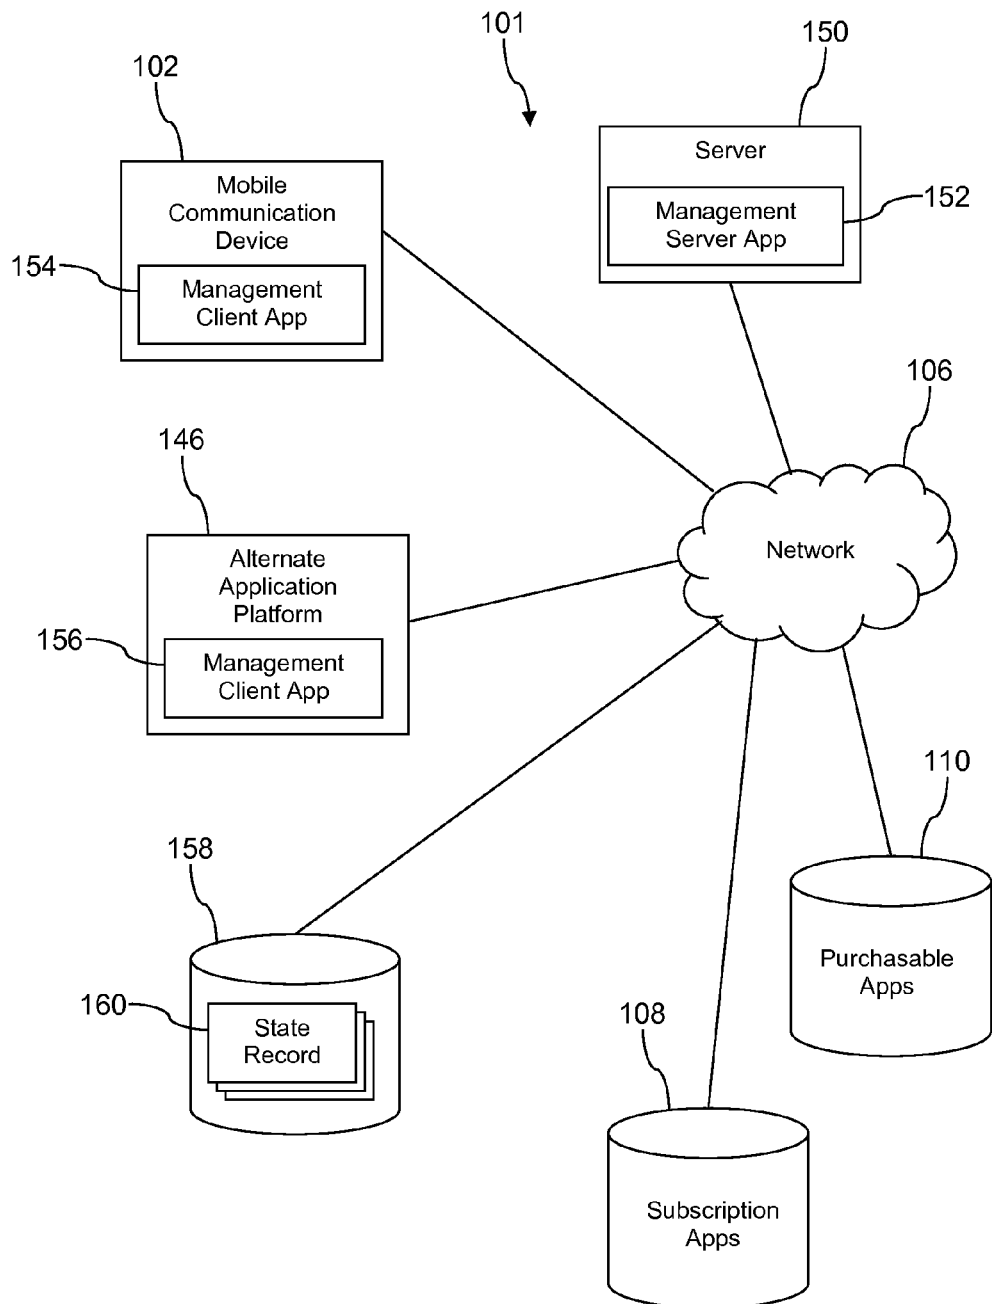 101
150
102
Server
Mobile
Communication
Device
Management
Server App
152
154
Management
Client App
106
146
Network
Alternate
Application
Platform
156
Management
Client App
110
158
Purchasable
Apps
160
State
Record
108
Subscription
Apps